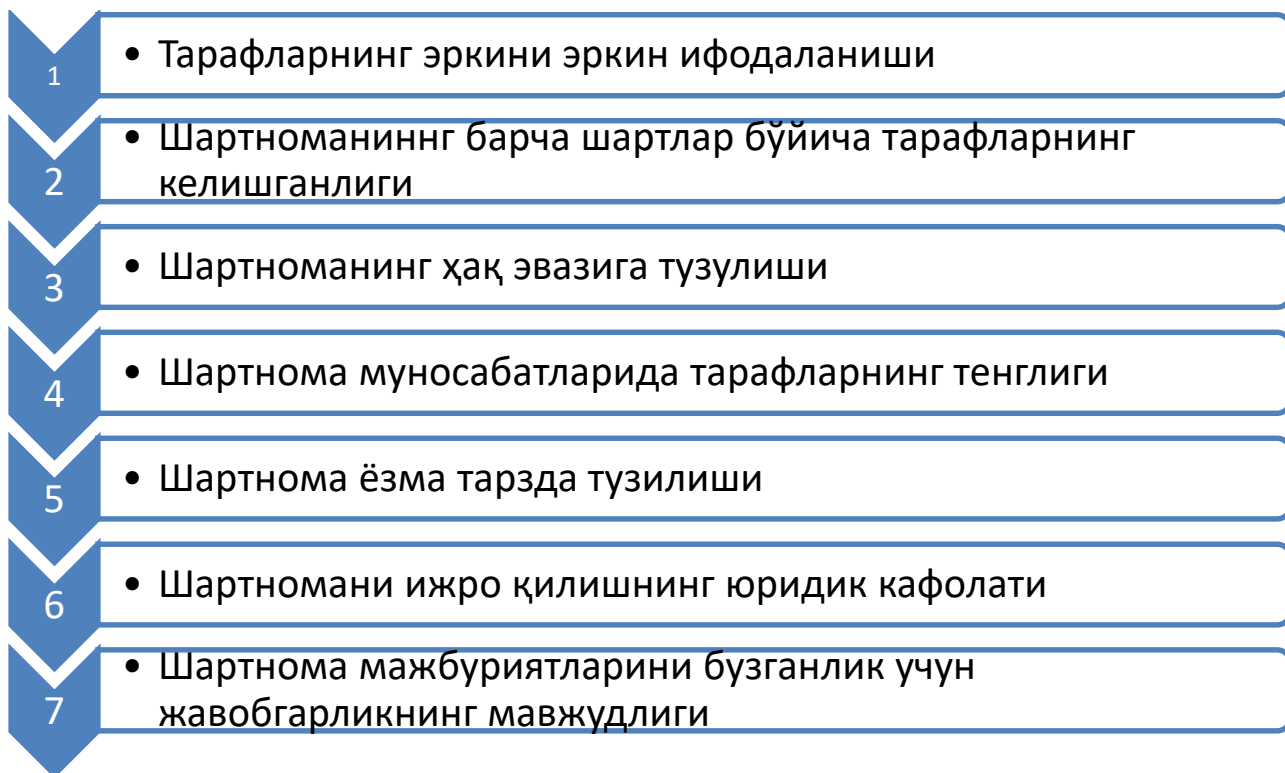 1
• Тарафларнинг эркини эркин ифодаланиши
2
• Шартноманиннг барча шартлар бўйича тарафларнинг
келишганлиги
3
• Шартноманинг ҳақ эвазига тузулиши
4
• Шартнома муносабатларида тарафларнинг тенглиги
5
• Шартнома ёзма тарзда тузилиши
6
• Шартномани ижро қилишнинг юридик кафолати
7
• Шартнома мажбуриятларини бузганлик учун
жавобгарликнинг мавжудлиги